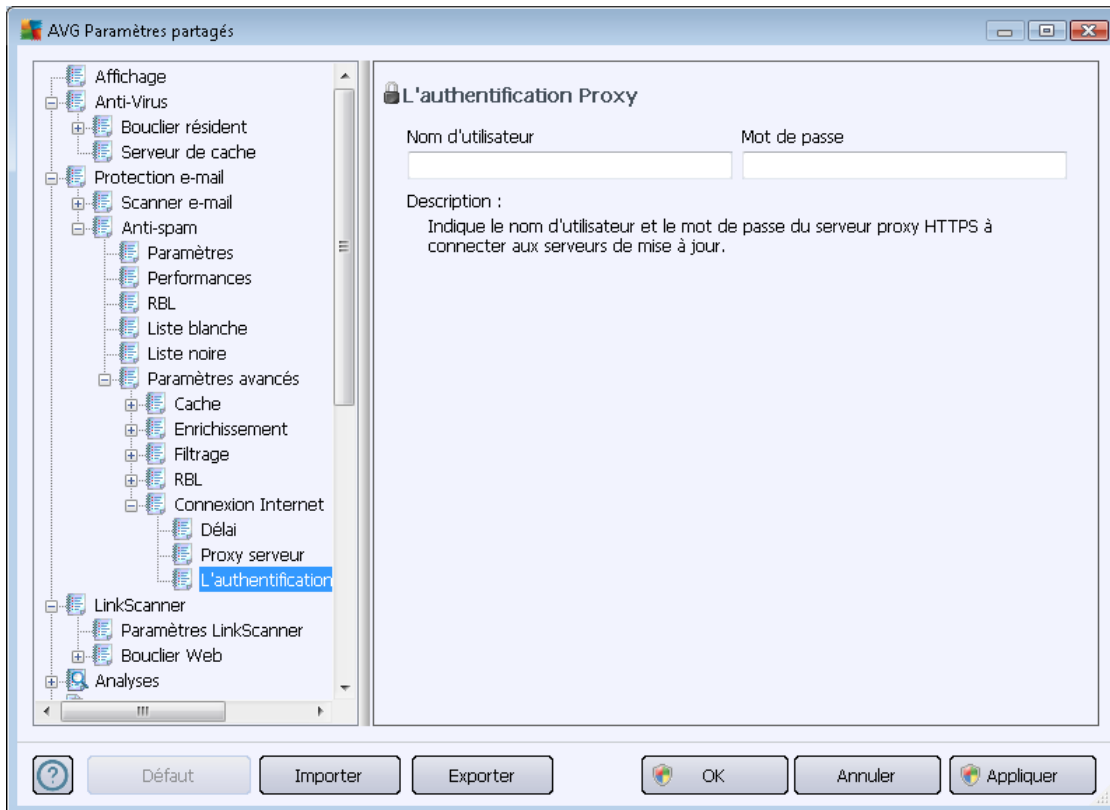 AVG Paramètres partagés
Affichage
Anti-Virus
Bouclier résident
Serveur de cache
Protection e-mail
Scanner e-mail
Anti-spam
Paramètres
Performances
RBL
Liste blanche
Liste noire
Paramètres avancés
Cache
Enrichissement
Filtrage
RBL
Connexion Internet
Délai
Proxy serveur
L'authentification
LinkScanner
Paramètres LinkScanner
Bouclier Web
Analyses
L'authentification Proxy
Nom d'utilisateur Mot de passe
Description :
Indique le nom d'utilisateur et le mot de passe du serveur proxy HTTPS à
connecter aux serveurs de mise à jour.
? Défaut Importer Exporter OK Annuler Appliquer